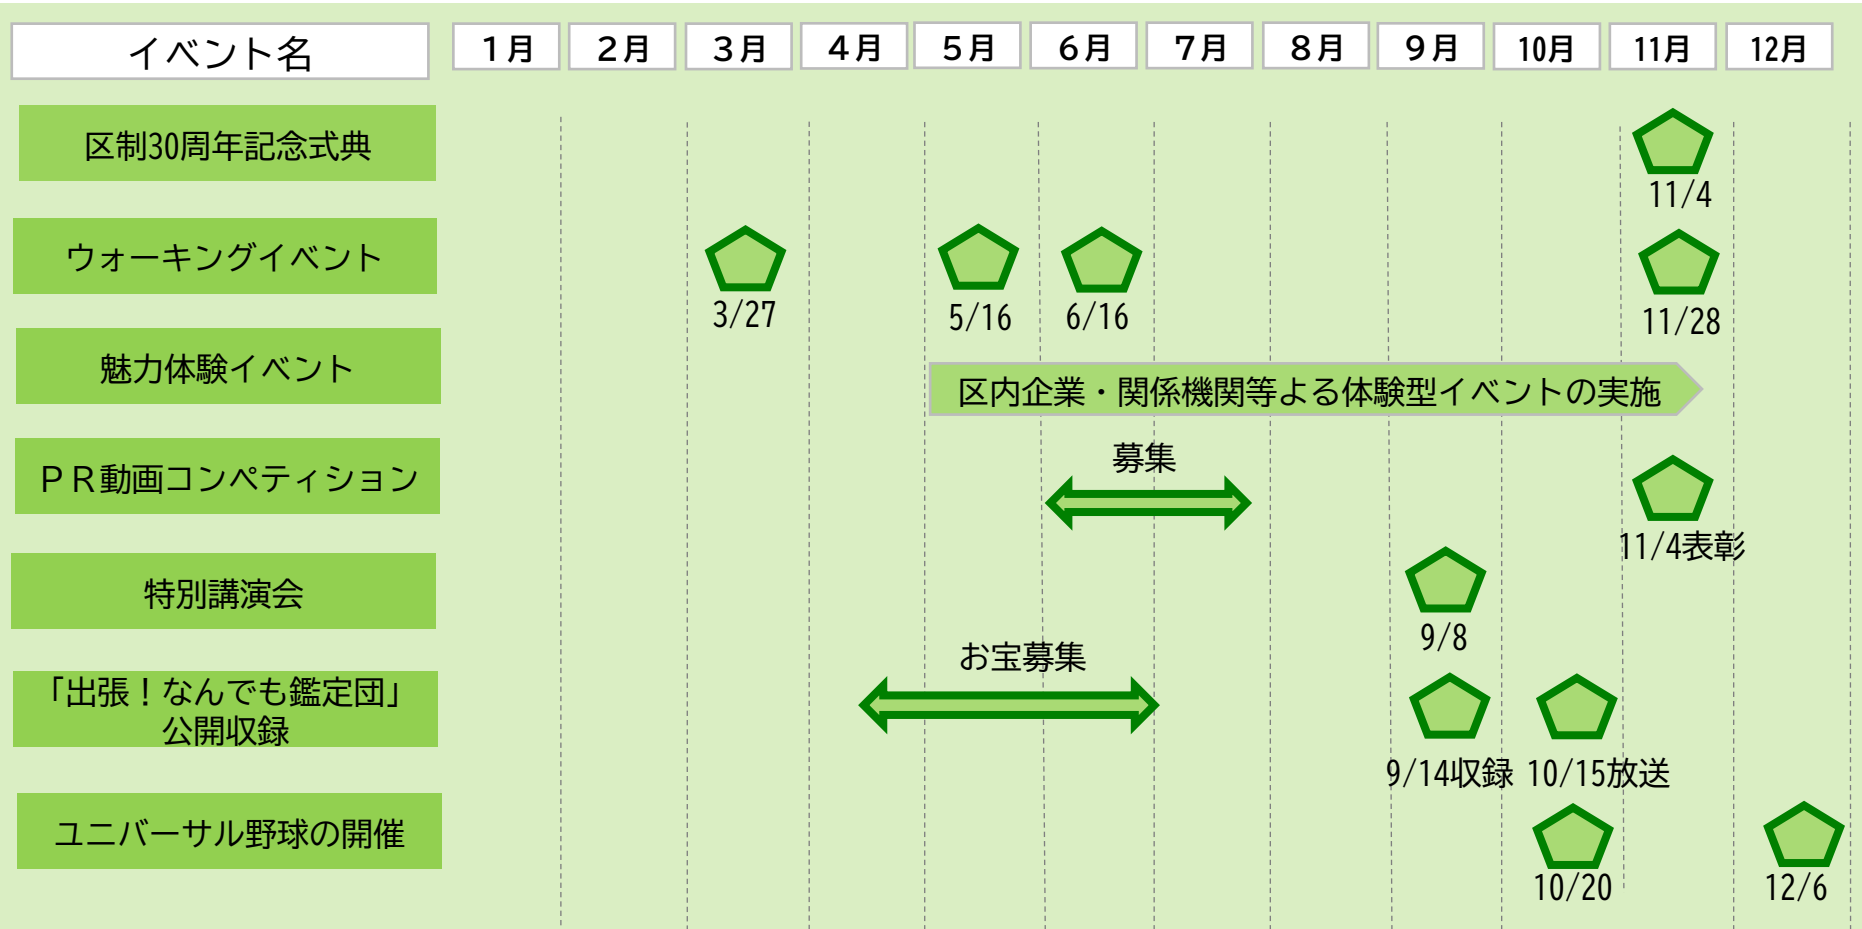 イベント名
1月
2月
3月
4月
5月
6月
7月
8月
9月
10月
11月
12月
区制30周年記念式典
11/4
ウォーキングイベント
3/27
5/16
6/16
11/28
魅力体験イベント
区内企業・関係機関等よる体験型イベントの実施
PR動画コンペティション
募集
11/4表彰
特別講演会
9/8
「出張！なんでも鑑定団」
公開収録
お宝募集
9/14収録
10/15放送
ユニバーサル野球の開催
10/20
12/6